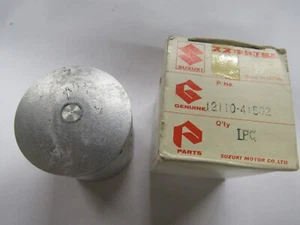 SUZUKI
P/No.
GENUINE
12110-41502
Q'ty
1PC
PARTS
SUZUKI MOTOR CO.,LTD.